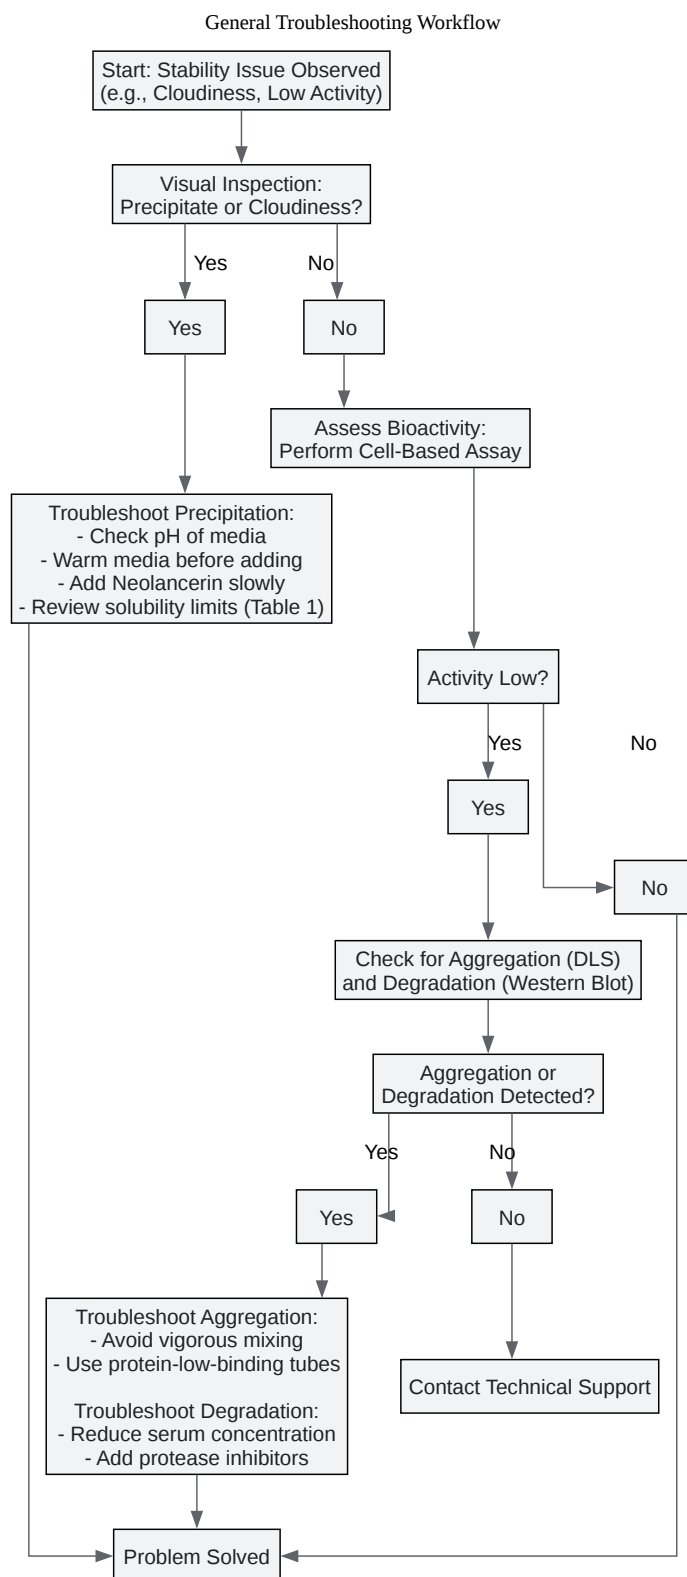 General Troubleshooting Workflow
Start: Stability Issue Observed
(e.g., Cloudiness, Low Activity)
Visual Inspection:
Precipitate or Cloudiness?
Yes
No
Yes
No
Assess Bioactivity:
Perform Cell-Based Assay
Troubleshoot Precipitation:
- Check pH of media
- Warm media before adding
- Add Neolancerin slowly
- Review solubility limits (Table 1)
Activity Low?
Yes
No
Yes
No
Check for Aggregation (DLS)
and Degradation (Western Blot)
Aggregation or
Degradation Detected?
Yes
No
Yes
No
Troubleshoot Aggregation:
- Avoid vigorous mixing
- Use protein-low-binding tubes
Troubleshoot Degradation:
- Reduce serum concentration
- Add protease inhibitors
Contact Technical Support
Problem Solved